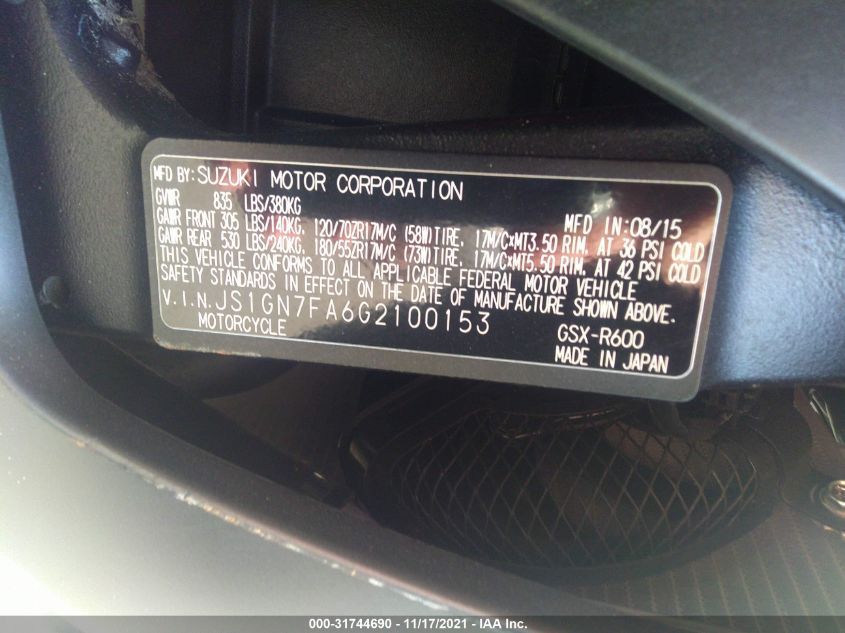 MFD BY: SUZUKI MOTOR CORPORATION
GVWR 835 LBS/380KG MFD IN:08/15
GAWR FRONT 305 LBS/140KG, 120/70ZR17M/C (58W)TIRE, 17M/C×MT3.50 RIM, AT 36 PSI COLD
GAWR REAR 530 LBS/240KG, 180/55ZR17M/C (73W)TIRE, 17M/C×MT5.50 RIM, AT 42 PSI COLD
THIS VEHICLE CONFORMS TO ALL APPLICABLE FEDERAL MOTOR VEHICLE
SAFETY STANDARDS IN EFFECT ON THE DATE OF MANUFACTURE SHOWN ABOVE.
V.I.N.JS1GN7FA6G2100153 GSX-R600
MOTORCYCLE MADE IN JAPAN
000-31744690 - 11/17/2021 - IAAI.com